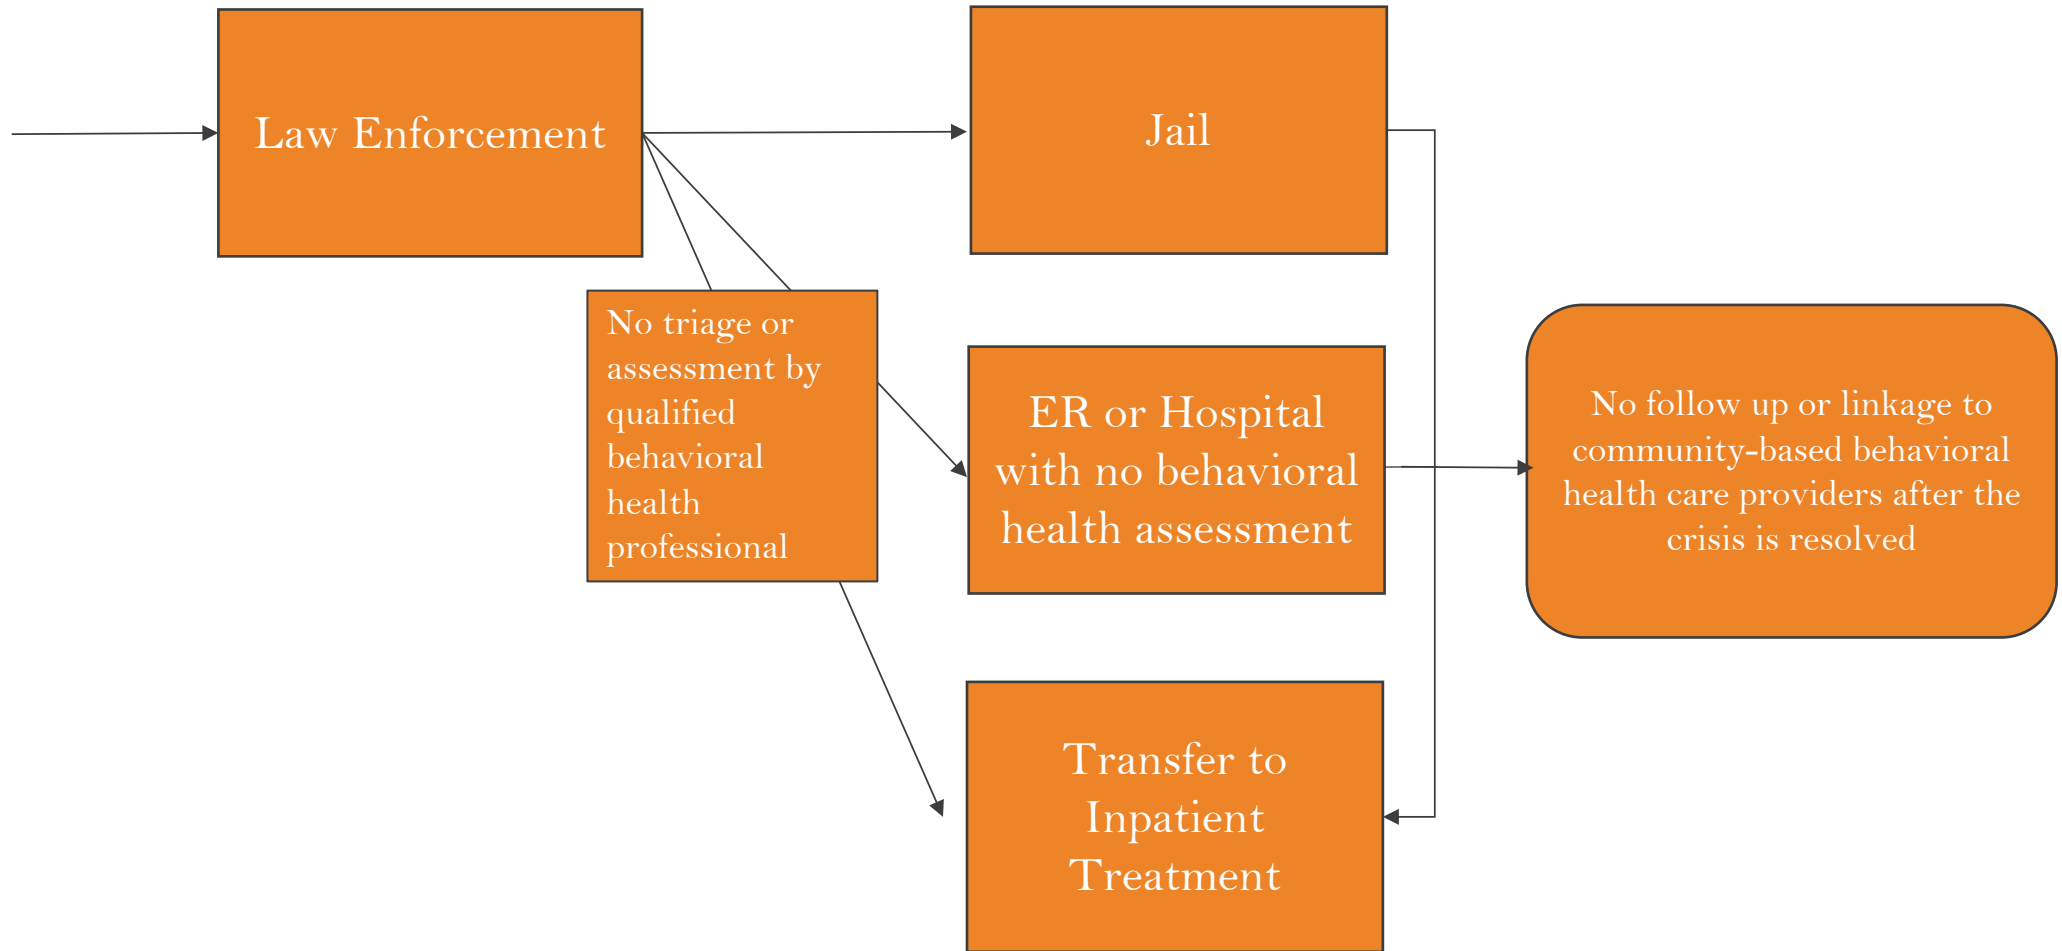 Law Enforcement
Jail
No triage or
assessment by
qualified
behavioral
health
professional
ER or Hospital
with no behavioral
health assessment
No follow up or linkage to
community-based behavioral
health care providers after the
crisis is resolved
Transfer to
Inpatient
Treatment